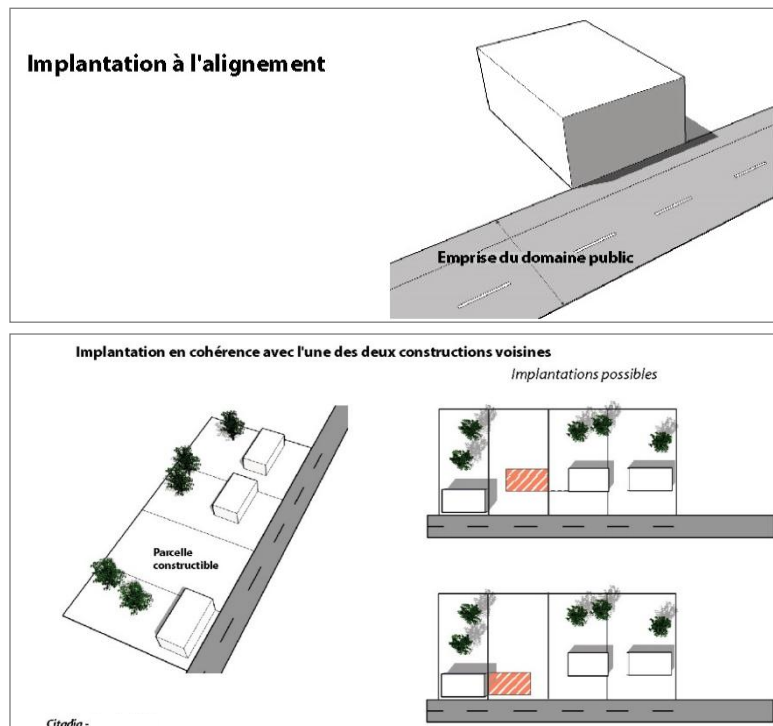 Implantation à l'alignement
Emprise du domaine public
Implantation en cohérence avec l'une des deux constructions voisines
Implantations possibles
Parcelle
constructible
Citadia -